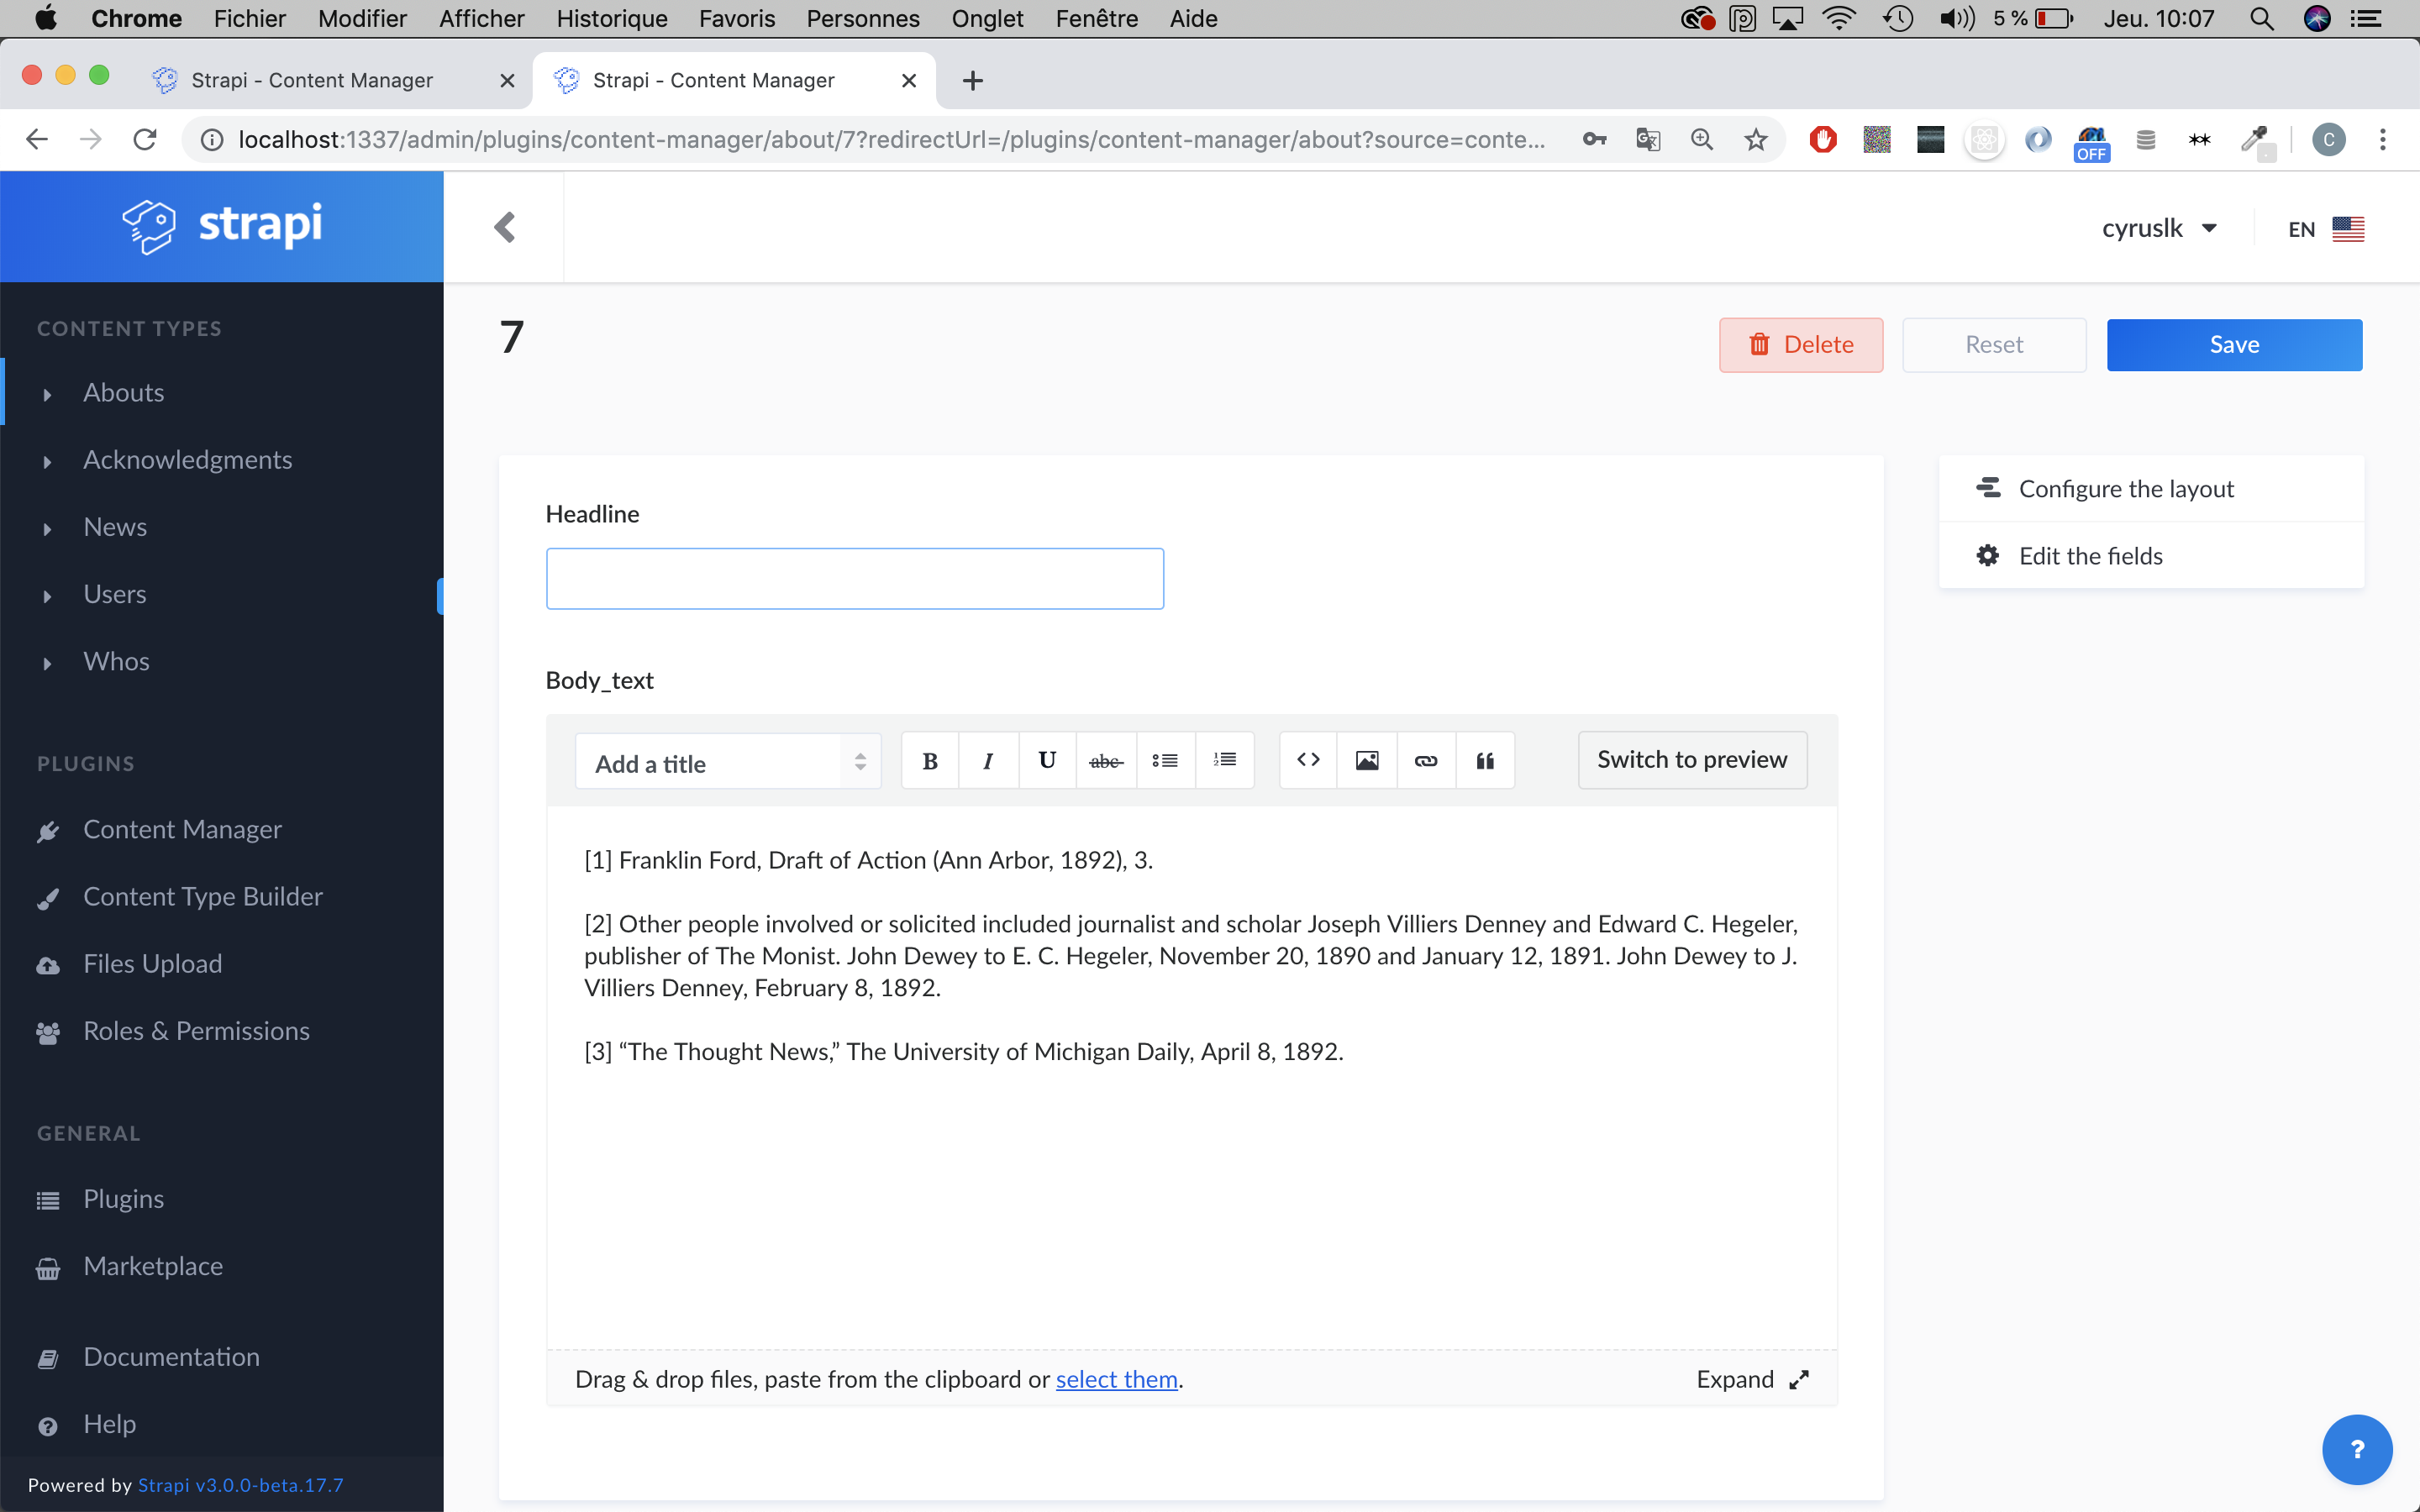 Chrome Fichier Modifier Afficher Historique Favoris Personnes Onglet Fenêtre Aide 5 % Jeu. 10:07
Strapi - Content Manager Strapi - Content Manager
localhost:1337/admin/plugins/content-manager/about/7?redirectUrl=/plugins/content-manager/about?source=conte... OFF C
strapi
cyruslk EN
CONTENT TYPES
Abouts
Acknowledgments
News
Users
Whos
PLUGINS
Content Manager
Content Type Builder
Files Upload
Roles & Permissions
GENERAL
Plugins
Marketplace
Documentation
Help
Powered by Strapi v3.0.0-beta.17.7
7
Delete Reset Save
Configure the layout
Edit the fields
Headline
Body_text
Add a title B I U abc Switch to preview
[1] Franklin Ford, Draft of Action (Ann Arbor, 1892), 3.
[2] Other people involved or solicited included journalist and scholar Joseph Villiers Denney and Edward C. Hegeler,
publisher of The Monist. John Dewey to E. C. Hegeler, November 20, 1890 and January 12, 1891. John Dewey to J.
Villiers Denney, February 8, 1892.
[3] “The Thought News,” The University of Michigan Daily, April 8, 1892.
Drag & drop files, paste from the clipboard or select them. Expand
?